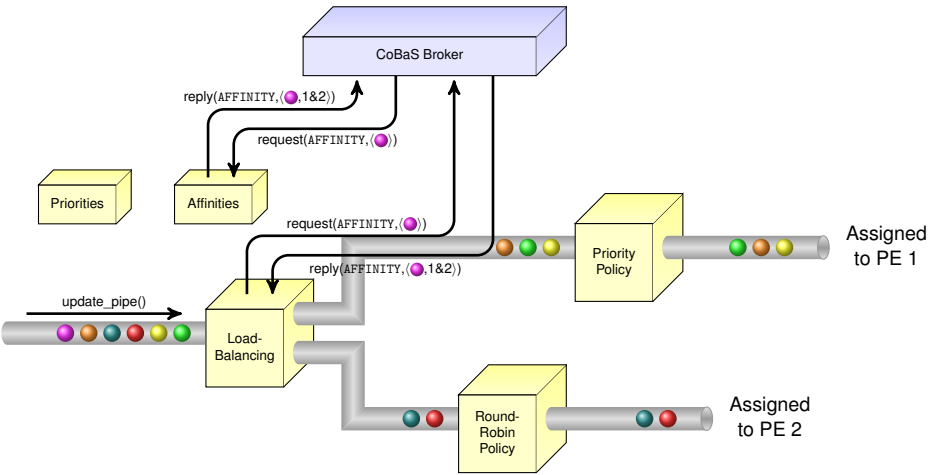 CoBaS Broker
reply(AFFINITY,⟨ ,1&2⟩)
request(AFFINITY,⟨ ⟩)
Priorities
Affinities
request(AFFINITY,⟨ ⟩)
Assigned
to PE 1
Priority
Policy
reply(AFFINITY,⟨ ,1&2⟩)
update_pipe()
Load-
Balancing
Assigned
to PE 2
Round-
Robin
Policy